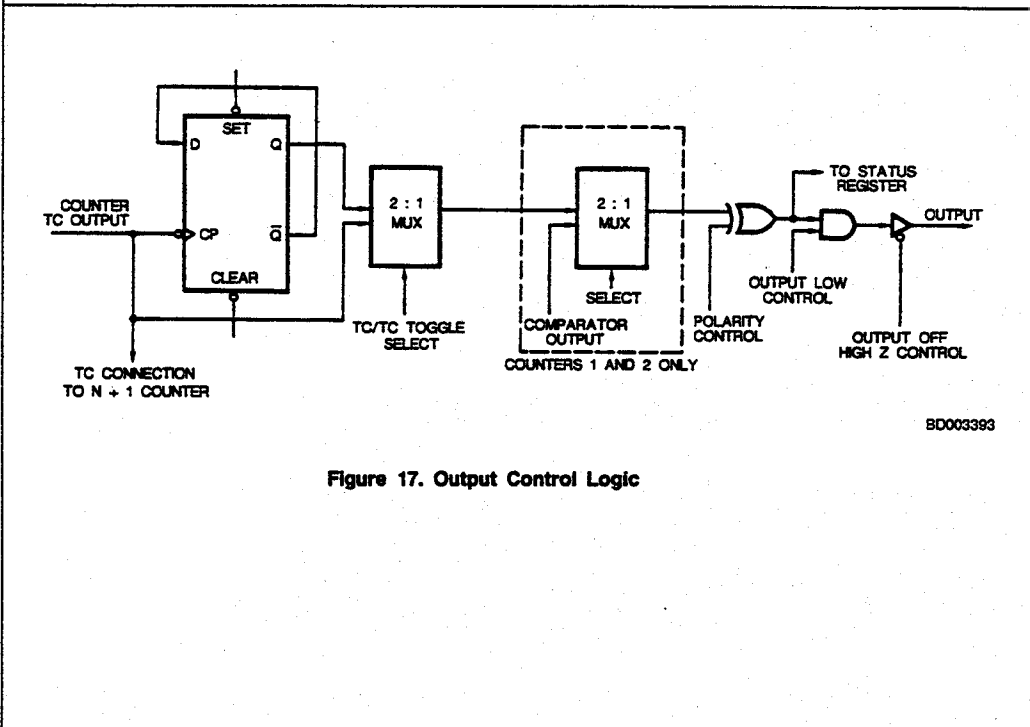 SET
D
Q
COUNTER
TC OUTPUT
CP
Q
CLEAR
2 : 1
MUX
TC/TC TOGGLE
SELECT
TC CONNECTION
TO N + 1 COUNTER
2 : 1
MUX
SELECT
COMPARATOR
OUTPUT
COUNTERS 1 AND 2 ONLY
POLARITY
CONTROL
TO STATUS
REGISTER
OUTPUT LOW
CONTROL
OUTPUT
OUTPUT OFF
HIGH Z CONTROL
BD003393
Figure 17. Output Control Logic